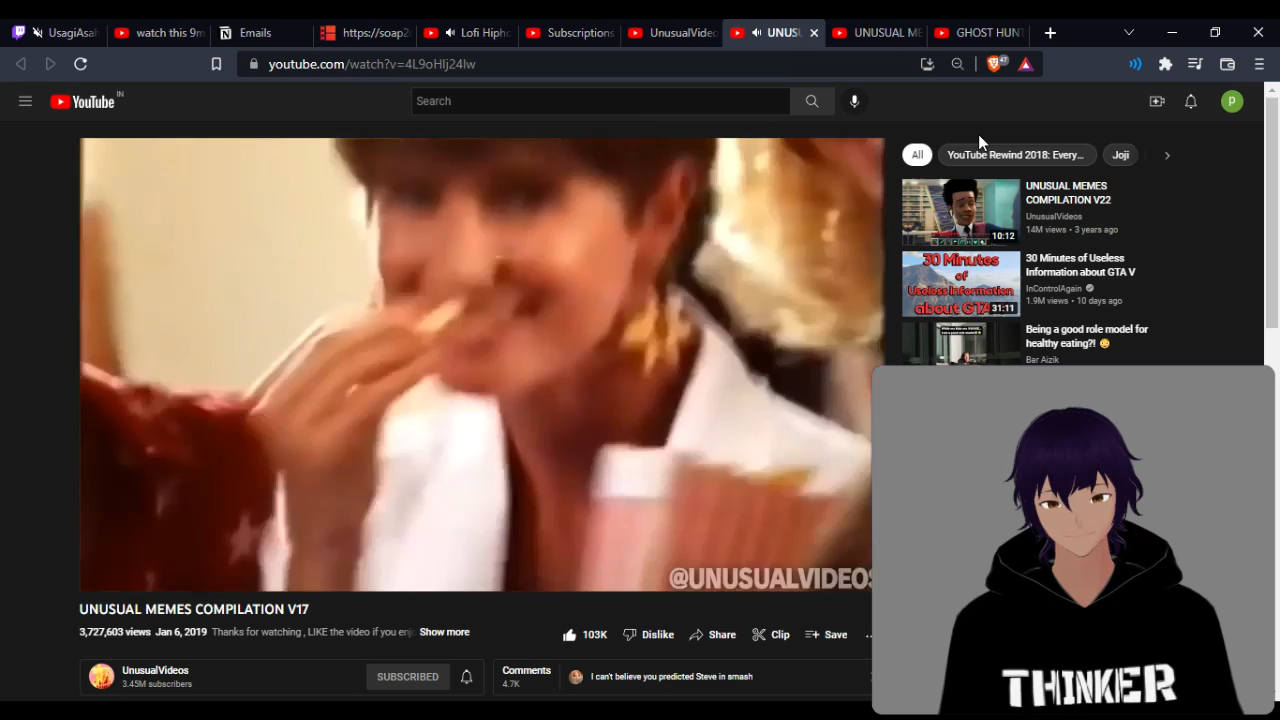 UsagiAsah
watch this 9m
Emails
https://soap2
Lofi Hipho
Subscriptions
UnusualVideo
UNUS
UNUSUAL ME
GHOST HUNT
youtube.com/watch?v=4L9oHIj24Iw
47
YouTube IN
Search
p
All
YouTube Rewind 2018: Every...
Joji
UNUSUAL MEMES
COMPILATION V22
UnusualVideos
14M views • 3 years ago
10:12
30 Minutes
of
Useless
Information
about GTA
31:11
30 Minutes of Useless
Information about GTA V
InControlAgain
1.9M views • 10 days ago
Being a good role model for
healthy eating?! 😳
Bar Aizik
@UNUSUALVIDEOS
THINKER
UNUSUAL MEMES COMPILATION V17
3,727,603 views Jan 6, 2019 Thanks for watching , LIKE the video if you enj Show more
103K
Dislike
Share
Clip
Save
...
UnusualVideos
3.45M subscribers
SUBSCRIBED
Comments
4.7K
I can't believe you predicted Steve in smash